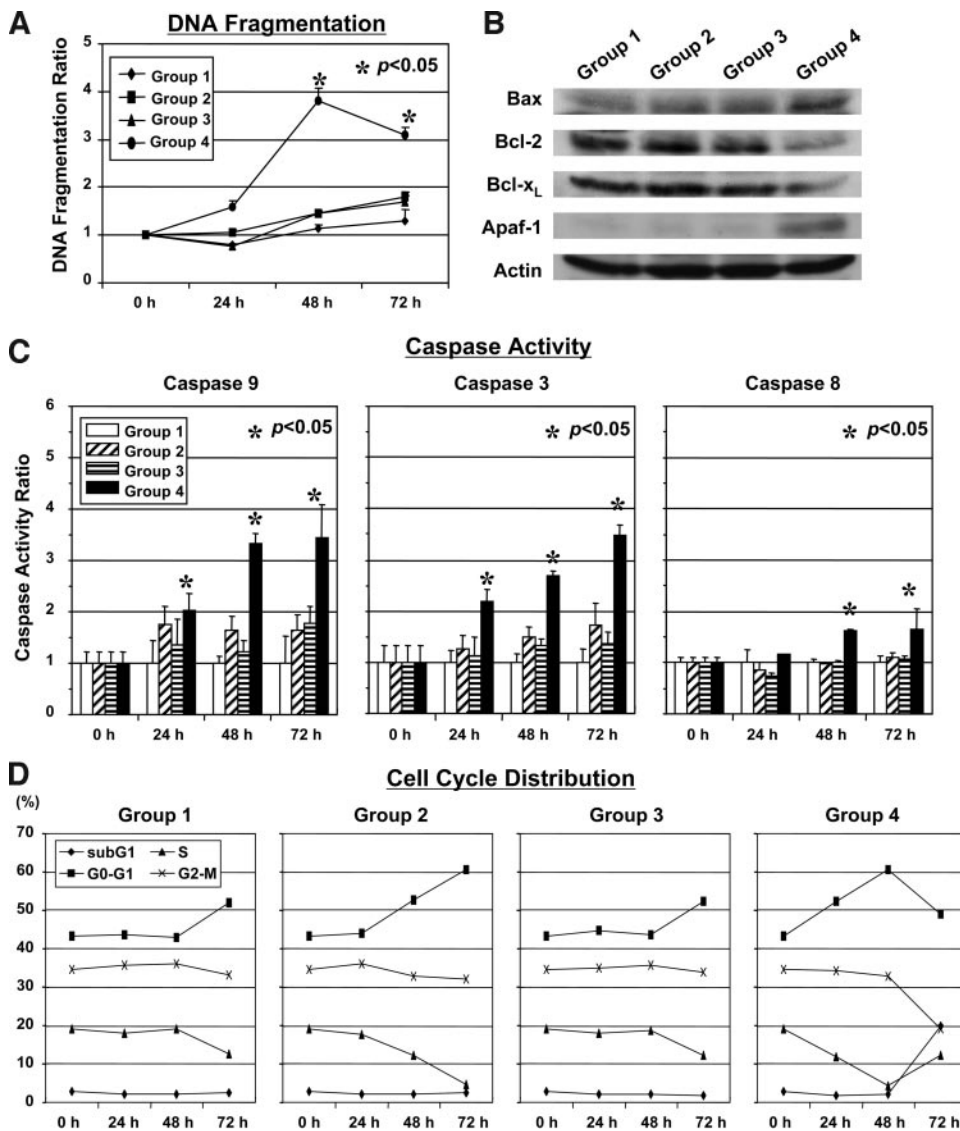 A
DNA Fragmentation
DNA Fragmentation Ratio
5
4
3
2
1
0
* p<0.05
Group 1
Group 2
Group 3
Group 4
*
*
0 h 24 h 48 h 72 h
B
Group 1 Group 2 Group 3 Group 4
Bax
Bcl-2
Bcl-xL
Apaf-1
Actin
C
Caspase Activity
Caspase 9 Caspase 3 Caspase 8
Caspase Activity Ratio
6
5
4
3
2
1
0
Group 1
Group 2
Group 3
Group 4
* p<0.05 * p<0.05 * p<0.05
* * * * * * * *
0 h 24 h 48 h 72 h 0 h 24 h 48 h 72 h 0 h 24 h 48 h 72 h
D
Cell Cycle Distribution
(%)
Group 1 Group 2 Group 3 Group 4
70
60
50
40
30
20
10
0
subG1 S
G0-G1 G2-M
0 h 24 h 48 h 72 h 0 h 24 h 48 h 72 h 0 h 24 h 48 h 72 h 0 h 24 h 48 h 72 h